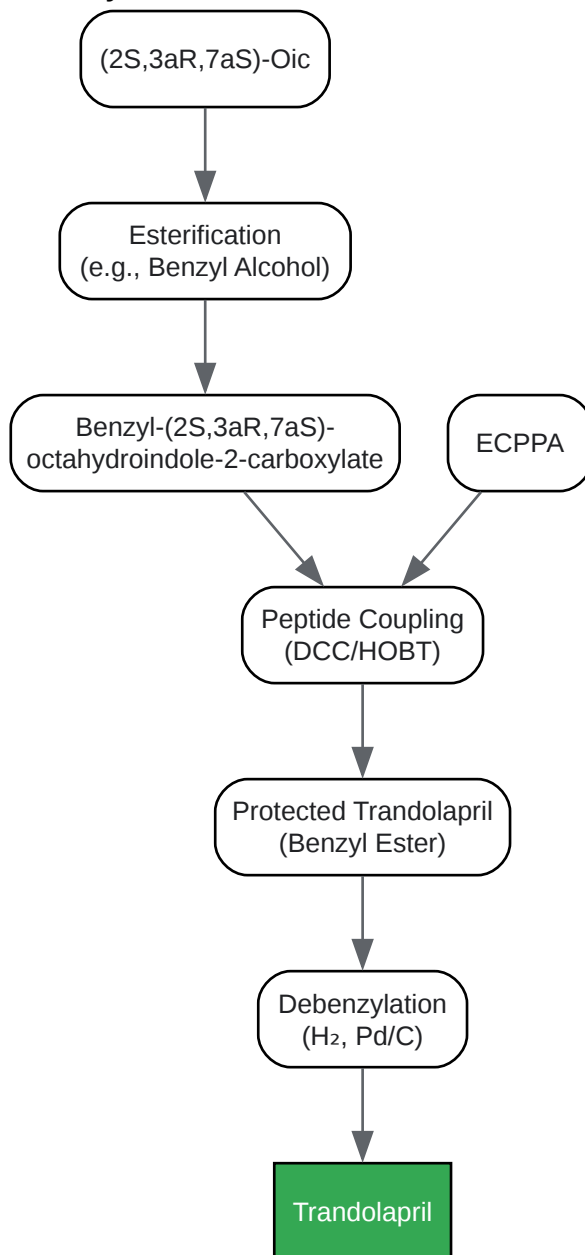 (2S,3aR,7aS)-Oic
Esterification
(e.g., Benzyl Alcohol)
Benzyl-(2S,3aR,7aS)-
octahydroindole-2-carboxylate
ECPPA
Peptide Coupling
(DCC/HOBT)
Protected Trandolapril
(Benzyl Ester)
Debenzylation
(H₂, Pd/C)
Trandolapril